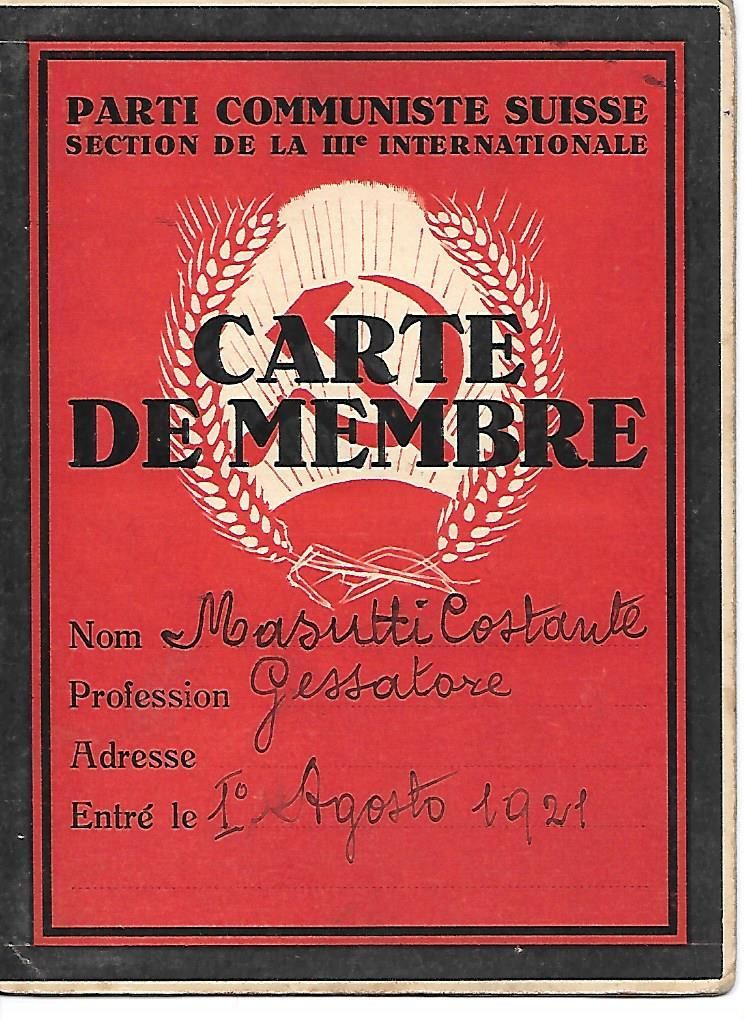 PARTI COMMUNISTE SUISSE
SECTION DE LA IIIe INTERNATIONALE
CARTE
DE MEMBRE
Nom Masutti Costante
Profession Gessatore
Adresse
Entré le I° Agosto 1921